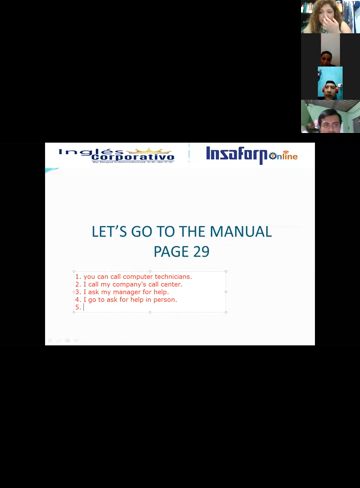 Inglés
Corporativo
Insaforp Online
LET'S GO TO THE MANUAL
PAGE 29
1. you can call computer technicians.
2. I call my company's call center.
3. I ask my manager for help.
4. I go to ask for help in person.
5.